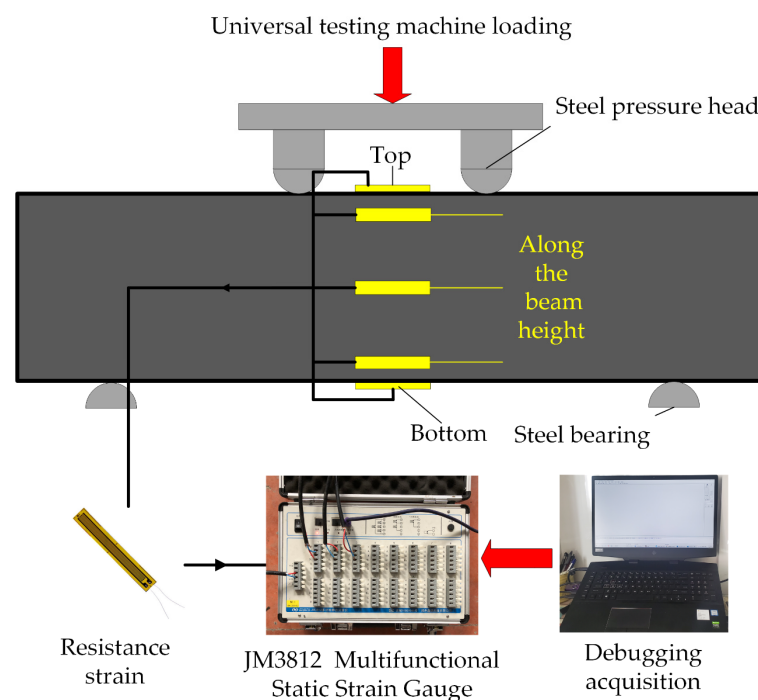 Universal testing machine loading
Steel pressure head
Top
Along
the
beam
height
Bottom
Steel bearing
Resistance
strain
JM3812 Multifunctional
Static Strain Gauge
Debugging
acquisition